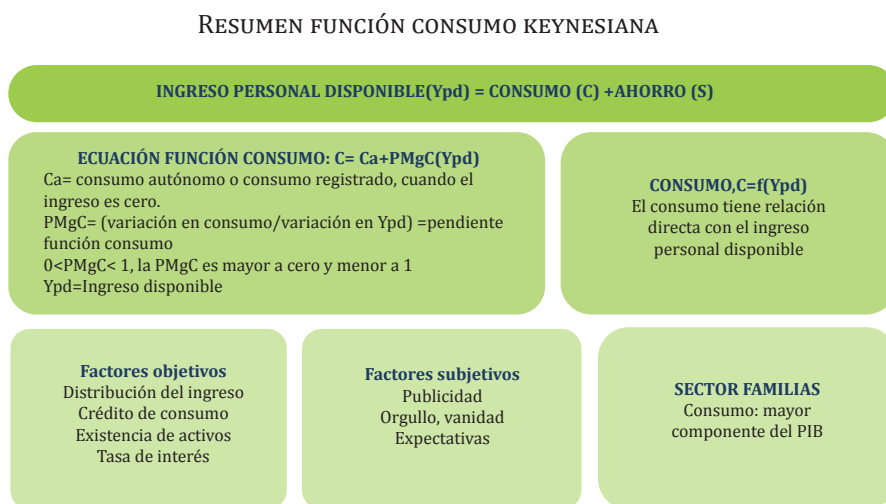 RESUMEN FUNCIÓN CONSUMO KEYNESIANA
INGRESO PERSONAL DISPONIBLE(Ypd) = CONSUMO (C) +AHORRO (S)
ECUACIÓN FUNCIÓN CONSUMO: C= Ca+PMgC(Ypd)
Ca= consumo autónomo o consumo registrado, cuando el
ingreso es cero.
PMgC= (variación en consumo/variación en Ypd) =pendiente
función consumo
0<PMgC< 1, la PMgC es mayor a cero y menor a 1
Ypd=Ingreso disponible
CONSUMO,C=f(Ypd)
El consumo tiene relación
directa con el ingreso
personal disponible
Factores objetivos
Distribución del ingreso
Crédito de consumo
Existencia de activos
Tasa de interés
Factores subjetivos
Publicidad
Orgullo, vanidad
Expectativas
SECTOR FAMILIAS
Consumo: mayor
componente del PIB